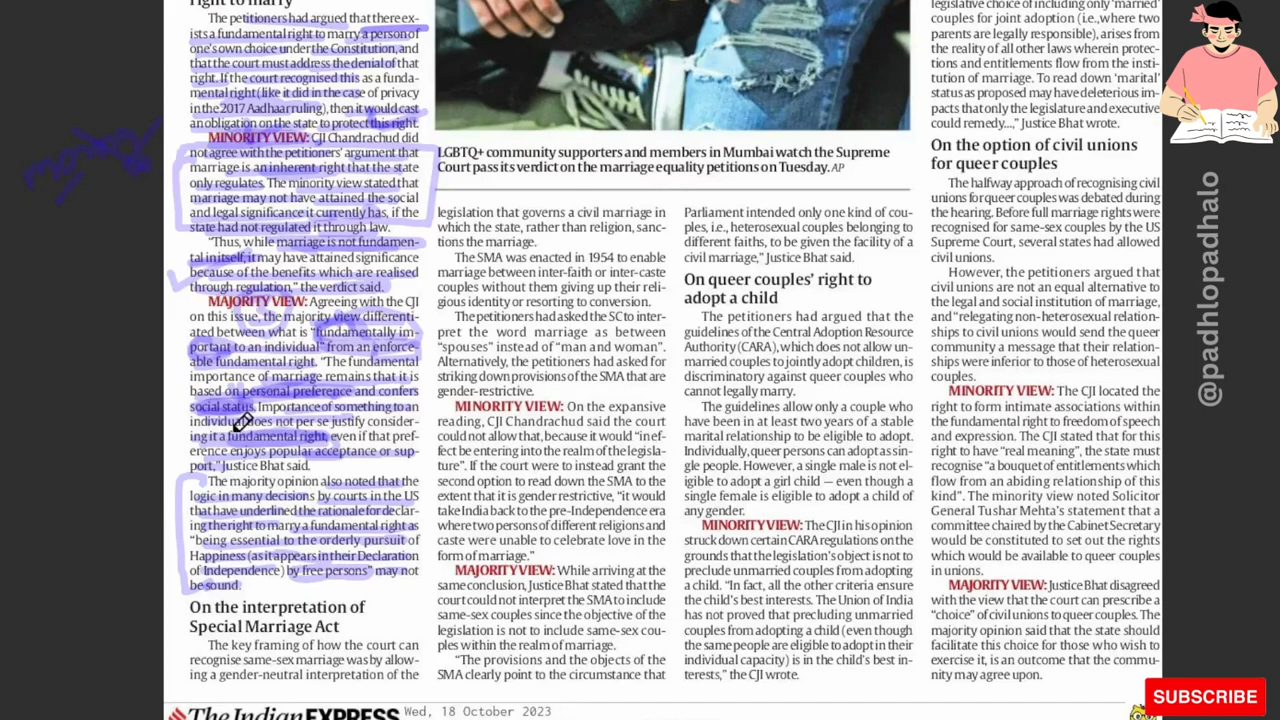 right to marry
The petitioners had argued that there ex-
ists a fundamental right to marry a person of
one's own choice under the Constitution, and
that the court must address the denial of that
right. If the court recognised this as a funda-
mental right (like it did in the case of privacy
in the 2017 Aadhaar ruling), then it would cast
an obligation on the state to protect this right.
MINORITY VIEW: CJI Chandrachud did
not agree with the petitioners' argument that
marriage is an inherent right that the state
only regulates. The minority view stated that
marriage may not have attained the social
and legal significance it currently has, if the
state had not regulated it through law.
"Thus, while marriage is not fundamen-
tal in itself, it may have attained significance
because of the benefits which are realised
through regulation," the verdict said.
MAJORITY VIEW: Agreeing with the CJI
on this issue, the majority view differenti-
ated between what is "fundamentally im-
portant to an individual" from an enforce-
able fundamental right. "The fundamental
importance of marriage remains that it is
based on personal preference and confers
social status. Importance of something to an
individual does not per se justify consider-
ing it a fundamental right, even if that pref-
erence enjoys popular acceptance or sup-
port," Justice Bhat said.
The majority opinion also noted that the
logic in many decisions by courts in the US
that have underlined the rationale for declar-
ing the right to marry a fundamental right as
"being essential to the orderly pursuit of
Happiness (as it appears in their Declaration
of Independence) by free persons" may not
be sound.
On the interpretation of
Special Marriage Act
The key framing of how the court can
recognise same-sex marriage was by allow-
ing a gender-neutral interpretation of the
LGBTQ+ community supporters and members in Mumbai watch the Supreme
Court pass its verdict on the marriage equality petitions on Tuesday. AP
legislation that governs a civil marriage in
which the state, rather than religion, sanc-
tions the marriage.
The SMA was enacted in 1954 to enable
marriage between inter-faith or inter-caste
couples without them giving up their reli-
gious identity or resorting to conversion.
The petitioners had asked the SC to inter-
pret the word marriage as between
"spouses" instead of "man and woman".
Alternatively, the petitioners had asked for
striking down provisions of the SMA that are
gender-restrictive.
MINORITY VIEW: On the expansive
reading, CJI Chandrachud said the court
could not allow that, because it would "in ef-
fect be entering into the realm of the legisla-
ture". If the court were to instead grant the
second option to read down the SMA to the
extent that it is gender restrictive, "it would
take India back to the pre-Independence era
where two persons of different religions and
caste were unable to celebrate love in the
form of marriage."
MAJORITY VIEW: While arriving at the
same conclusion, Justice Bhat stated that the
court could not interpret the SMA to include
same-sex couples since the objective of the
legislation is not to include same-sex cou-
ples within the realm of marriage.
"The provisions and the objects of the
SMA clearly point to the circumstance that
Parliament intended only one kind of cou-
ples, i.e., heterosexual couples belonging to
different faiths, to be given the facility of a
civil marriage," Justice Bhat said.
On queer couples' right to
adopt a child
The petitioners had argued that the
guidelines of the Central Adoption Resource
Authority (CARA), which does not allow un-
married couples to jointly adopt children, is
discriminatory against queer couples who
cannot legally marry.
The guidelines allow only a couple who
have been in at least two years of a stable
marital relationship to be eligible to adopt.
Individually, queer persons can adopt as sin-
gle people. However, a single male is not el-
igible to adopt a girl child — even though a
single female is eligible to adopt a child of
any gender.
MINORITY VIEW: The CJI in his opinion
struck down certain CARA regulations on the
grounds that the legislation's object is not to
preclude unmarried couples from adopting
a child. "In fact, all the other criteria ensure
the child's best interests. The Union of India
has not proved that precluding unmarried
couples from adopting a child (even though
the same people are eligible to adopt in their
individual capacity) is in the child's best in-
terests," the CJI wrote.
legislative choice of including only 'married'
couples for joint adoption (i.e., where two
parents are legally responsible), arises from
the reality of all other laws wherein protec-
tions and entitlements flow from the insti-
tution of marriage. To read down 'marital'
status as proposed may have deleterious im-
pacts that only the legislature and executive
could remedy...," Justice Bhat wrote.
On the option of civil unions
for queer couples
The halfway approach of recognising civil
unions for queer couples was debated during
the hearing. Before full marriage rights were
recognised for same-sex couples by the US
Supreme Court, several states had allowed
civil unions.
However, the petitioners argued that
civil unions are not an equal alternative to
the legal and social institution of marriage,
and "relegating non-heterosexual relation-
ships to civil unions would send the queer
community a message that their relation-
ships were inferior to those of heterosexual
couples.
MINORITY VIEW: The CJI located the
right to form intimate associations within
the fundamental right to freedom of speech
and expression. The CJI stated that for this
right to have "real meaning", the state must
recognise "a bouquet of entitlements which
flow from an abiding relationship of this
kind". The minority view noted Solicitor
General Tushar Mehta's statement that a
committee chaired by the Cabinet Secretary
would be constituted to set out the rights
which would be available to queer couples
in unions.
MAJORITY VIEW: Justice Bhat disagreed
with the view that the court can prescribe a
"choice" of civil unions to queer couples. The
majority opinion said that the state should
facilitate this choice for those who wish to
exercise it, is an outcome that the commu-
nity may agree upon.
@padhlopadhalo
SUBSCRIBE
The Indian EXPRESS
Wed, 18 October 2023